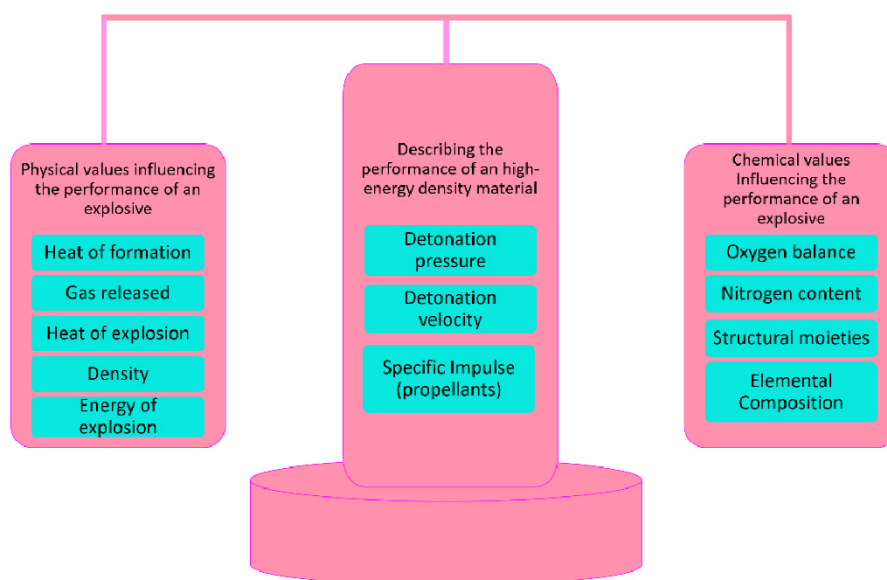 Physical values influencing
the performance of an
explosive
Heat of formation
Gas released
Heat of explosion
Density
Energy of
explosion
Describing the
performance of an high-
energy density material
Detonation
pressure
Detonation
velocity
Specific Impulse
(propellants)
Chemical values
Influencing the
performance of an
explosive
Oxygen balance
Nitrogen content
Structural moieties
Elemental
Composition